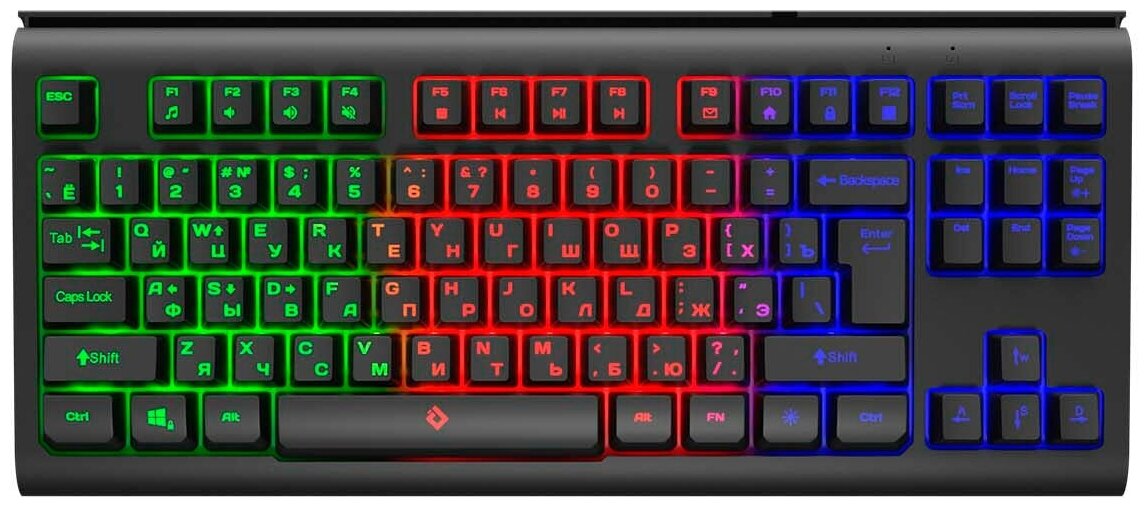 ESC F1 F2 F3 F4 F5 F6 F7 F8 F9 F10 F11 F12 Prt Scrn Scroll Lock Pause Break
~ ` Ё ! 1 @ " 2 # № 3 $ ; 4 % 5 ^ : 6 & ? 7 * 8 ( 9 ) 0 _ - + = Backspace Ins Home Page Up
Tab Q Й W Ц E У R К T Е Y Н U Г I Ш O Щ P З { [ Х } ] Ъ Enter Del End Page Down
Caps Lock A Ф S Ы D В F А G П H Р J О K Л L Д : ; Ж " ' Э | \
Shift Z Я X Ч C С V М B И N Т M Ь < , Б > . Ю ? , / . Shift W
Ctrl Alt Alt FN Ctrl A S D